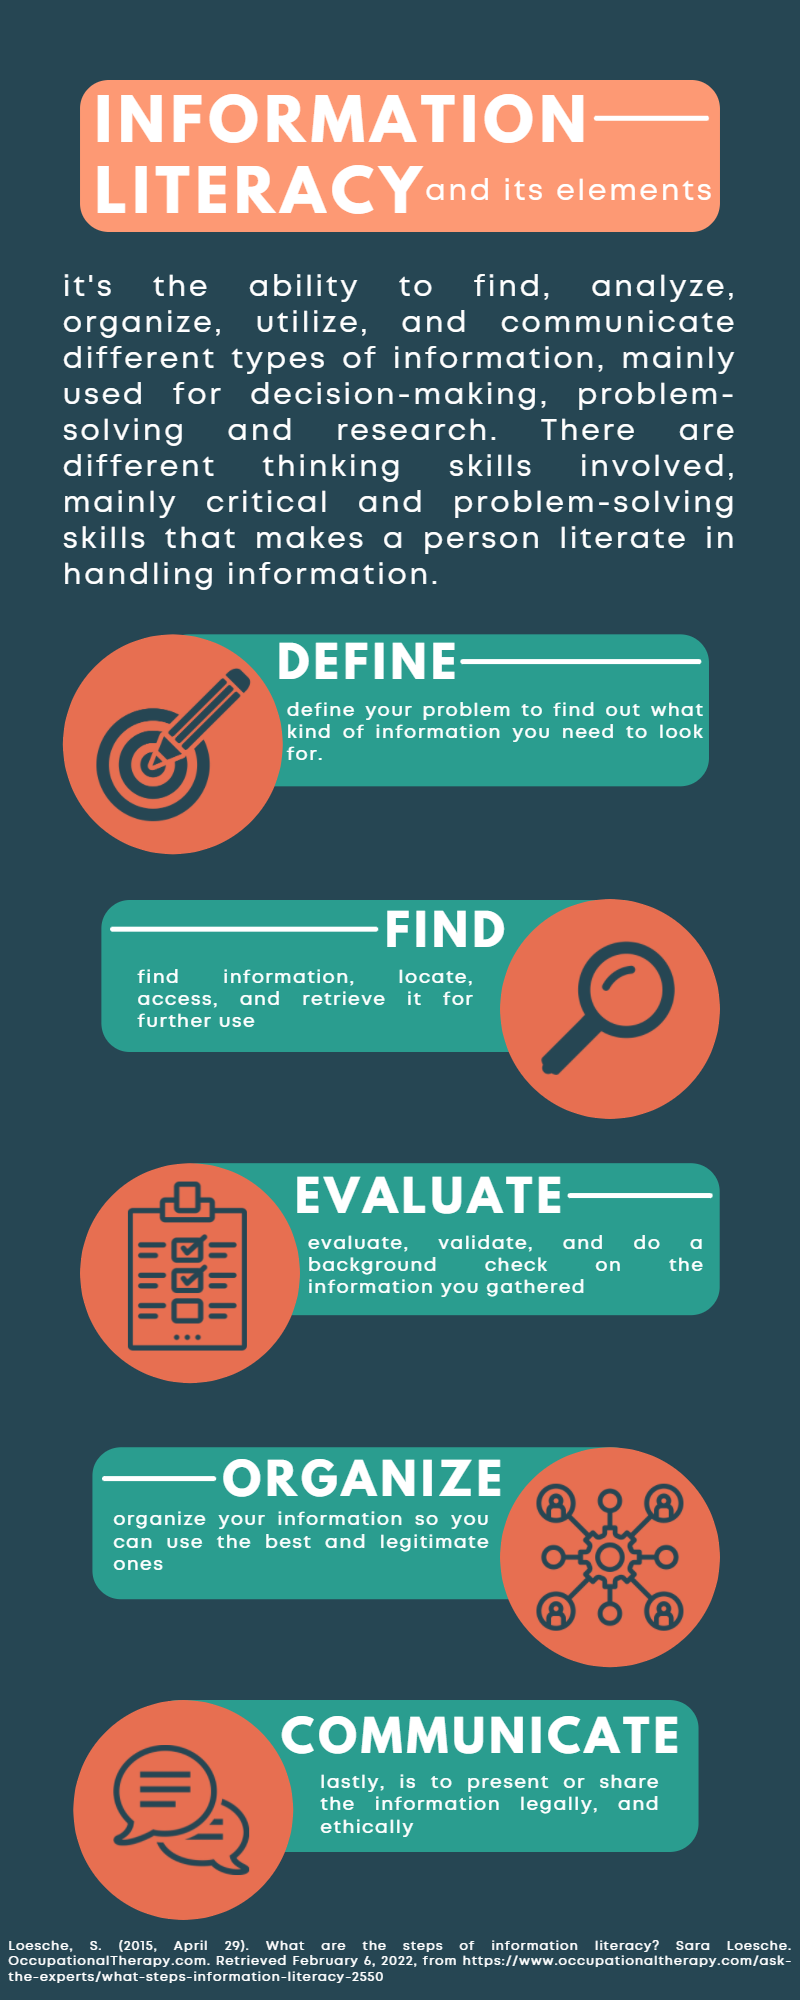 INFORMATION
LITERACY and its elements
it's the ability to find, analyze,
organize, utilize, and communicate
different types of information, mainly
used for decision-making, problem-
solving and research. There are
different thinking skills involved,
mainly critical and problem-solving
skills that makes a person literate in
handling information.
DEFINE
define your problem to find out what
kind of information you need to look
for.
FIND
find information, locate,
access, and retrieve it for
further use
EVALUATE
evaluate, validate, and do a
background check on the
information you gathered
ORGANIZE
organize your information so you
can use the best and legitimate
ones
COMMUNICATE
lastly, is to present or share
the information legally, and
ethically
Loesche, S. (2015, April 29). What are the steps of information literacy? Sara Loesche.
OccupationalTherapy.com. Retrieved February 6, 2022, from https://www.occupationaltherapy.com/ask-
the-experts/what-steps-information-literacy-2550